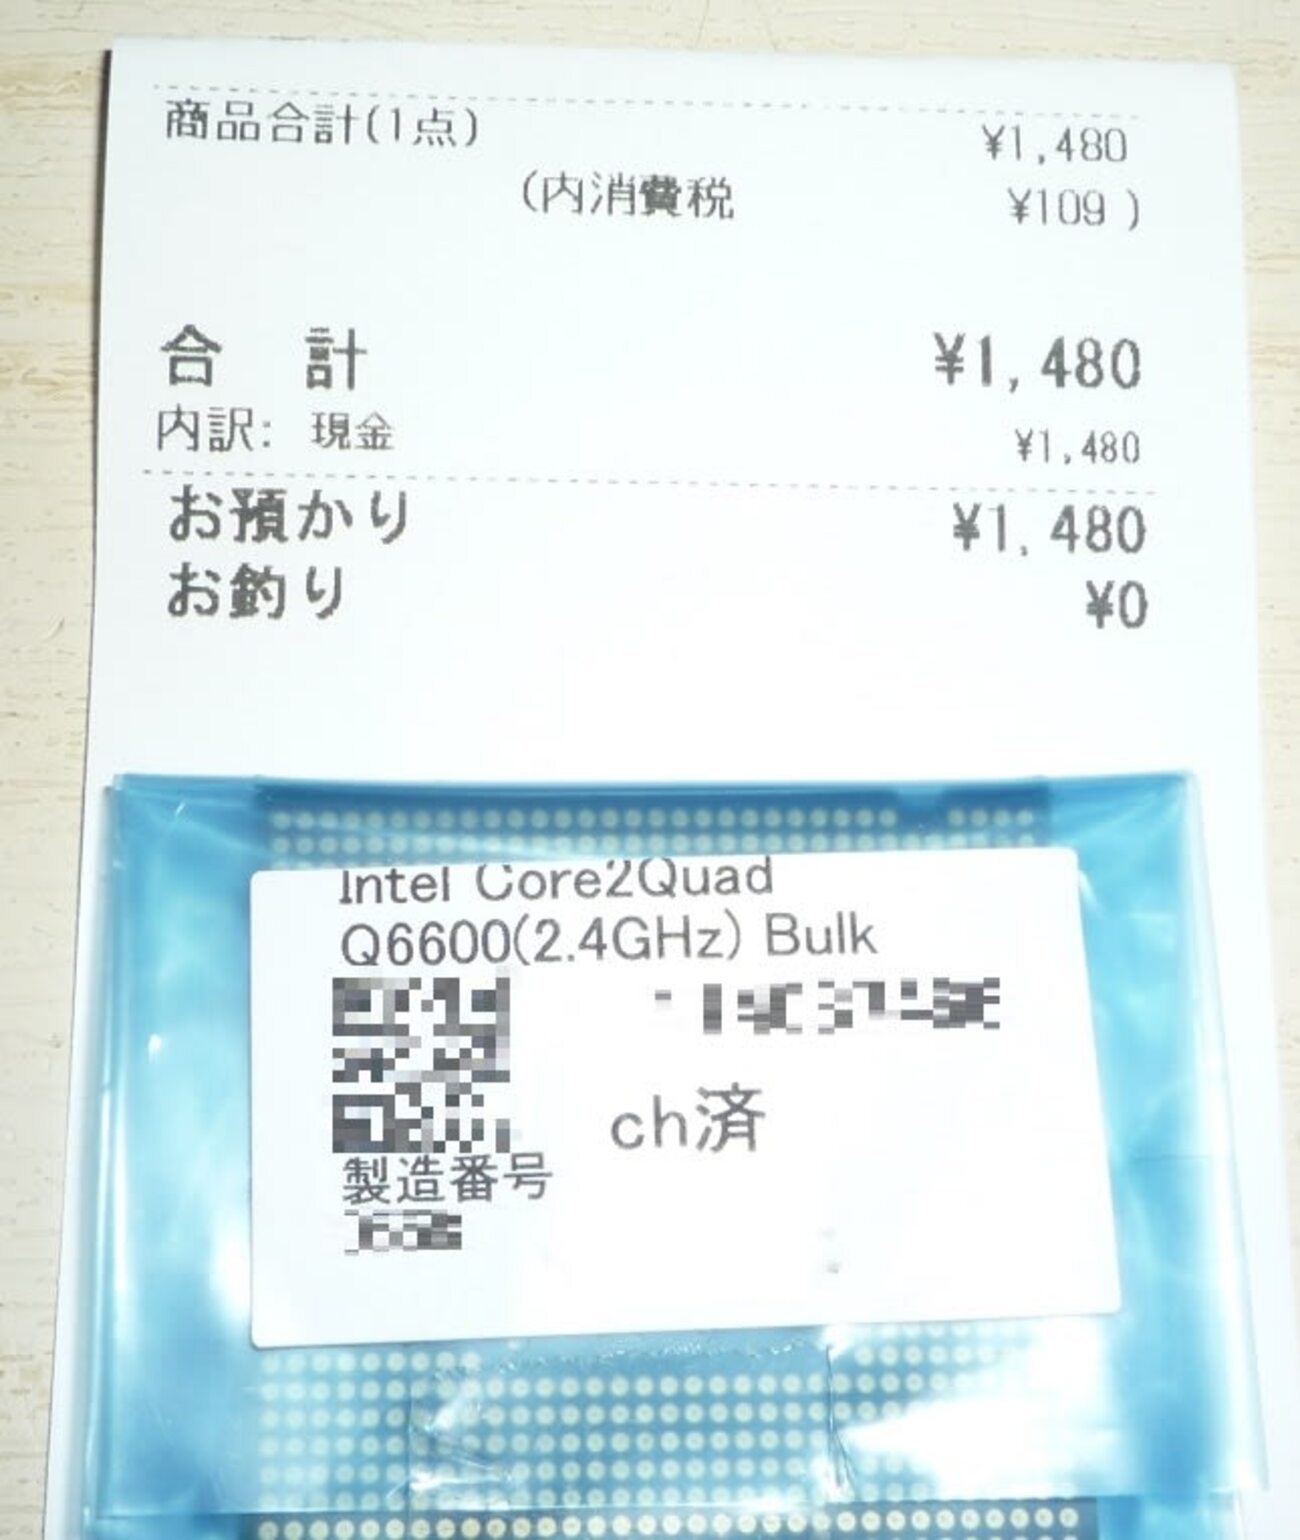 商品合計(1点) ¥1,480
(内消費税 ¥109 )
合 計 ¥1,480
内訳: 現金 ¥1,480
お預かり ¥1,480
お釣り ¥0
Intel Core2Quad
Q6600(2.4GHz) Bulk
ch済
製造番号